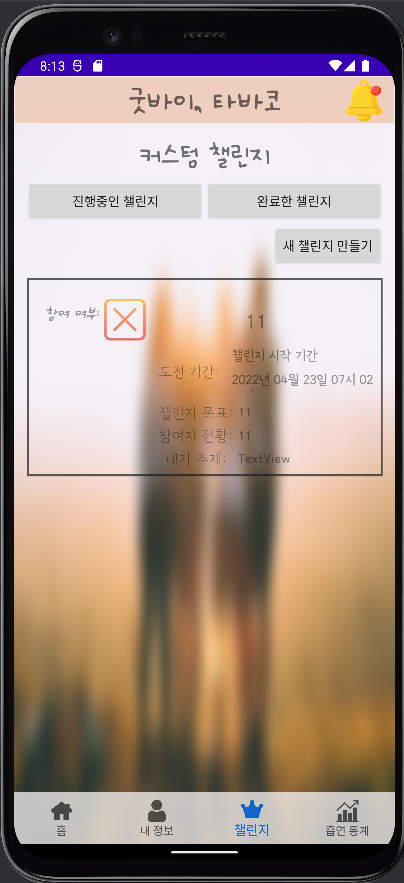 8:13
굿바이, 타바코
커스텀 챌린지
진행중인 챌린지
완료한 챌린지
새 챌린지 만들기
참여 여부:
11
도전 기간:
챌린지 시작 기간
2022년 04월 23일 07시 02
챌린지 목표: 11
참여자 현황: 11
내기 주제: TextView
홈
내 정보
챌린지
흡연 통계